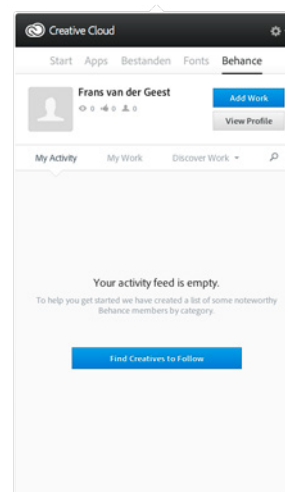 Creative Cloud
Start Apps Bestanden Fonts Behance
Frans van der Geest
0 0 0
Add Work
View Profile
My Activity My Work Discover Work
Your activity feed is empty.
To help you get started we have created a list of some noteworthy
Behance members by category.
Find Creatives to Follow